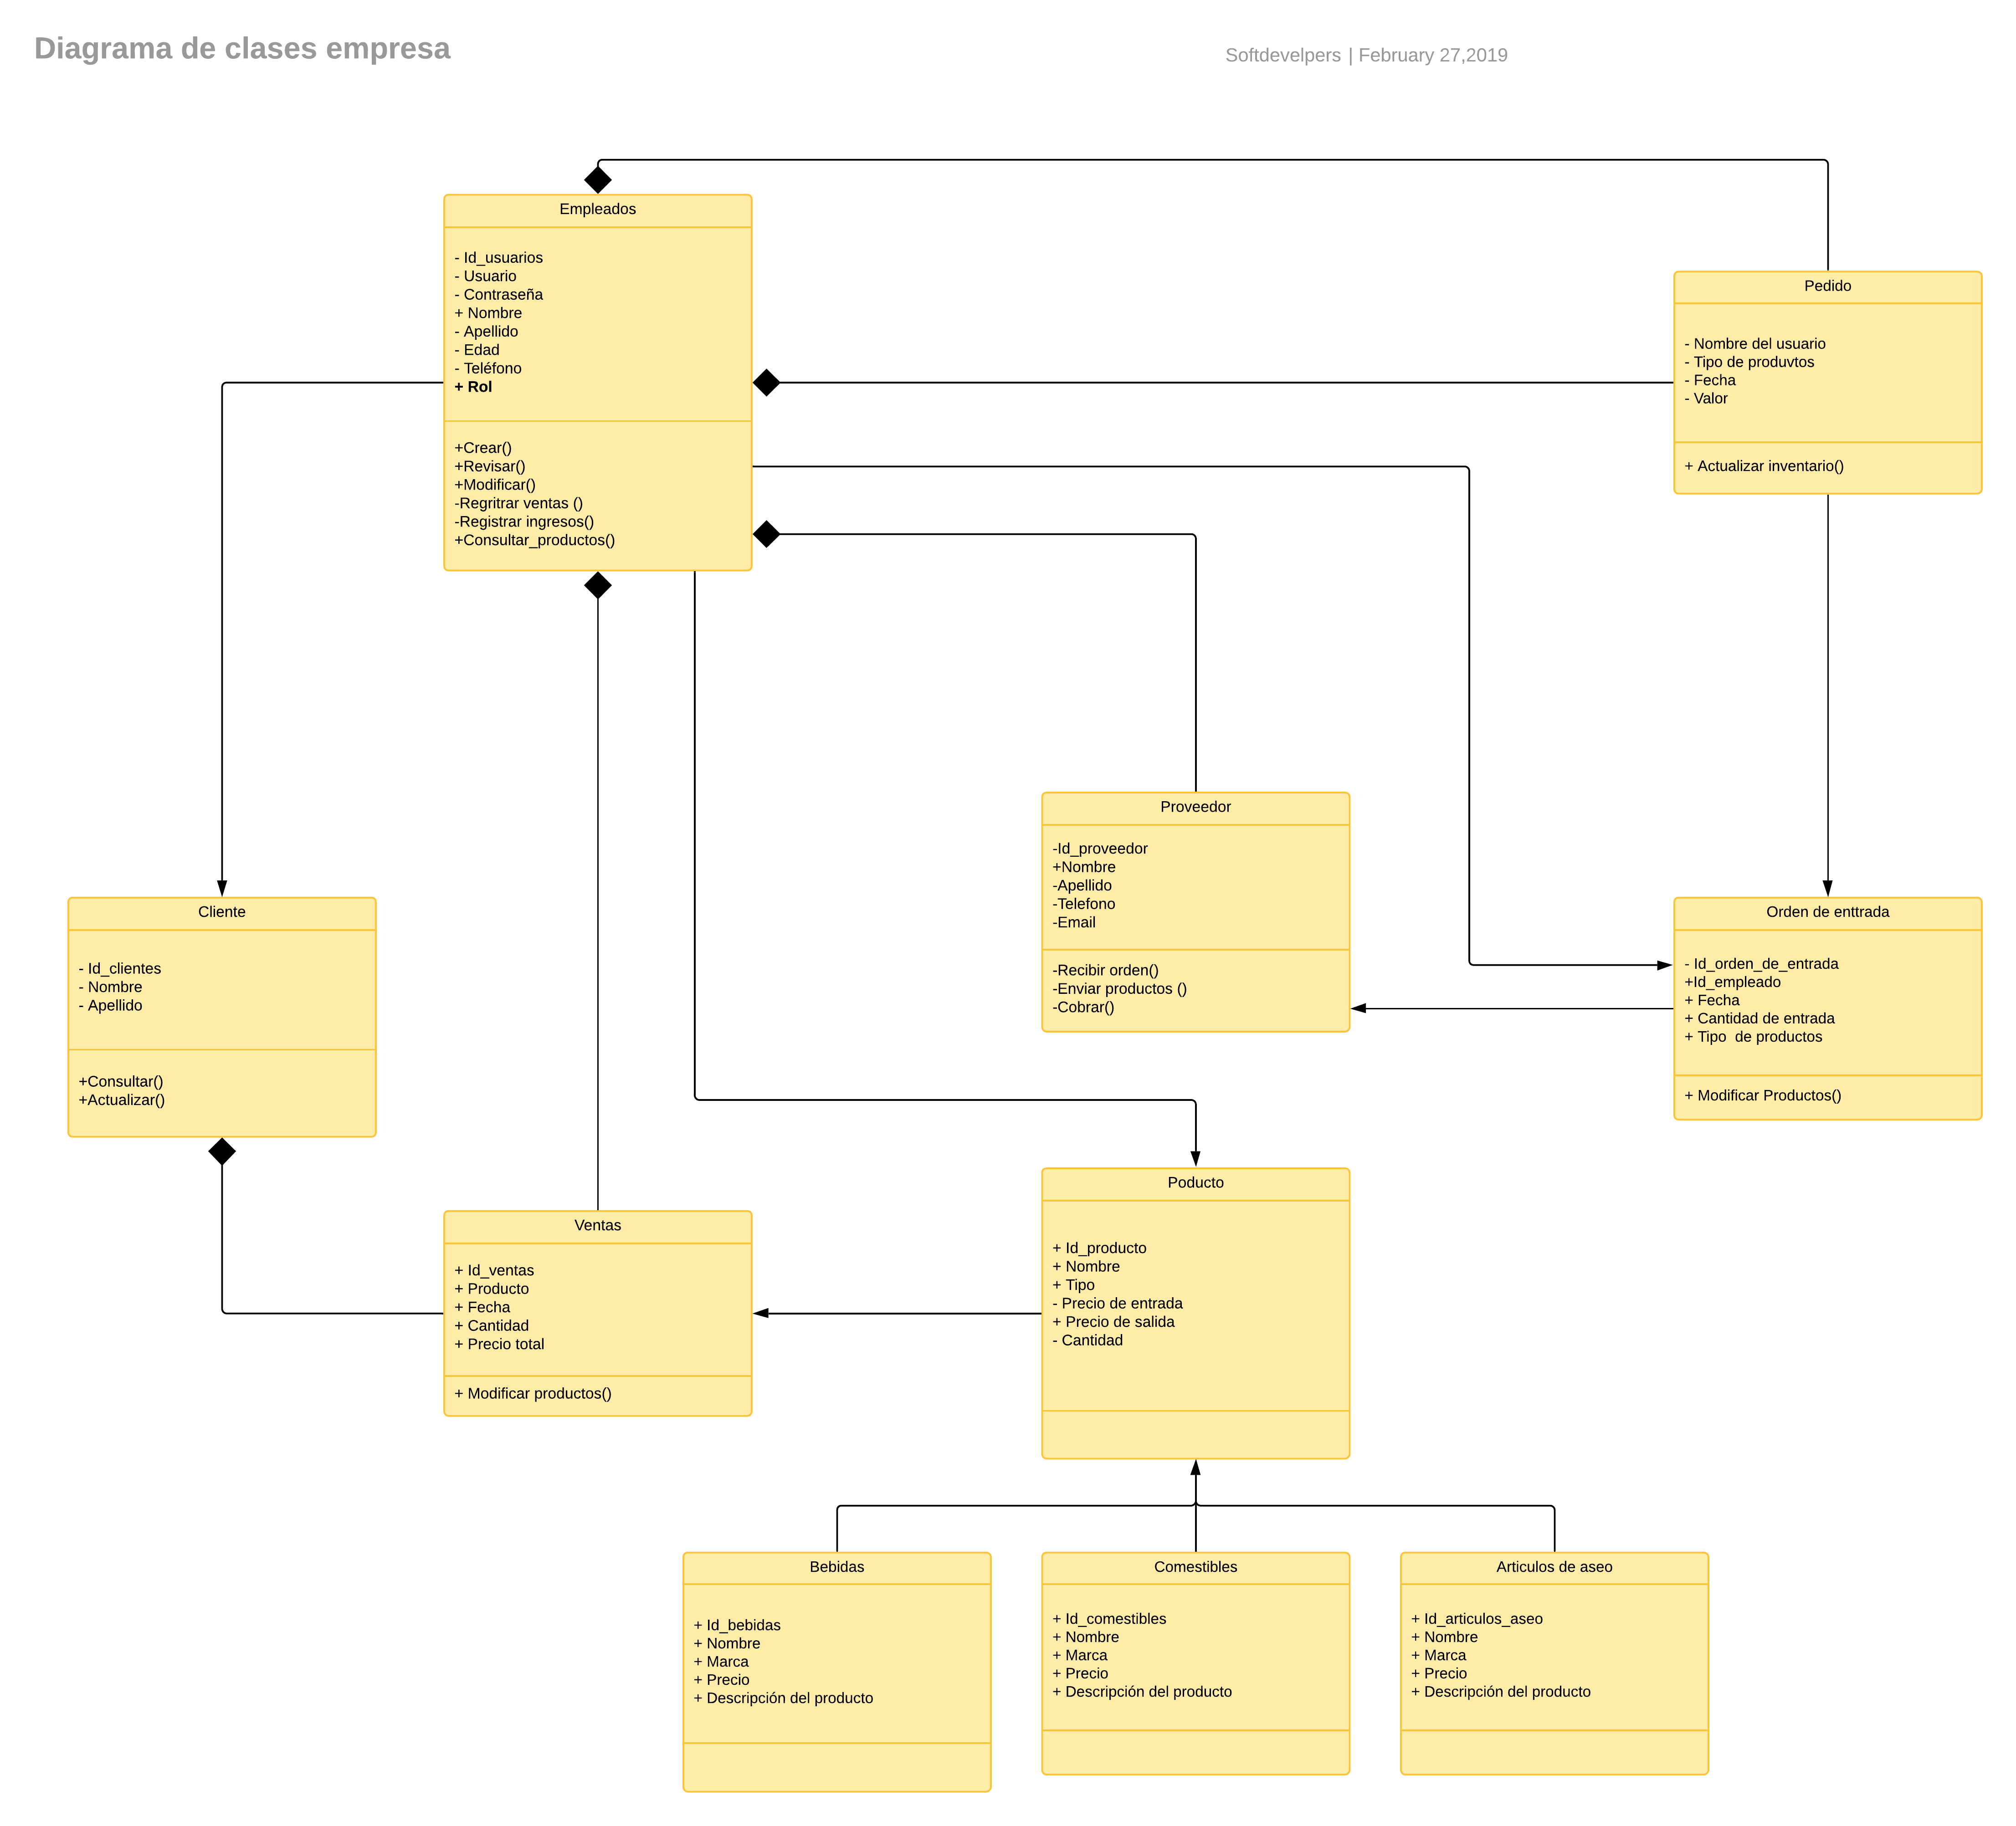 Diagrama de clases empresa
Softdevelpers | February 27,2019
Empleados
- Id_usuarios
- Usuario
- Contraseña
+ Nombre
- Apellido
- Edad
- Teléfono
+ Rol
+Crear()
+Revisar()
+Modificar()
-Regritrar ventas ()
-Registrar ingresos()
+Consultar_productos()
Pedido
- Nombre del usuario
- Tipo de produvtos
- Fecha
- Valor
+ Actualizar inventario()
Proveedor
-Id_proveedor
+Nombre
-Apellido
-Telefono
-Email
-Recibir orden()
-Enviar productos ()
-Cobrar()
Cliente
- Id_clientes
- Nombre
- Apellido
+Consultar()
+Actualizar()
Orden de enttrada
- Id_orden_de_entrada
+Id_empleado
+ Fecha
+ Cantidad de entrada
+ Tipo  de productos
+ Modificar Productos()
Ventas
+ Id_ventas
+ Producto
+ Fecha
+ Cantidad
+ Precio total
+ Modificar productos()
Poducto
+ Id_producto
+ Nombre
+ Tipo
- Precio de entrada
+ Precio de salida
- Cantidad
Bebidas
+ Id_bebidas
+ Nombre
+ Marca
+ Precio
+ Descripción del producto
Comestibles
+ Id_comestibles
+ Nombre
+ Marca
+ Precio
+ Descripción del producto
Articulos de aseo
+ Id_articulos_aseo
+ Nombre
+ Marca
+ Precio
+ Descripción del producto